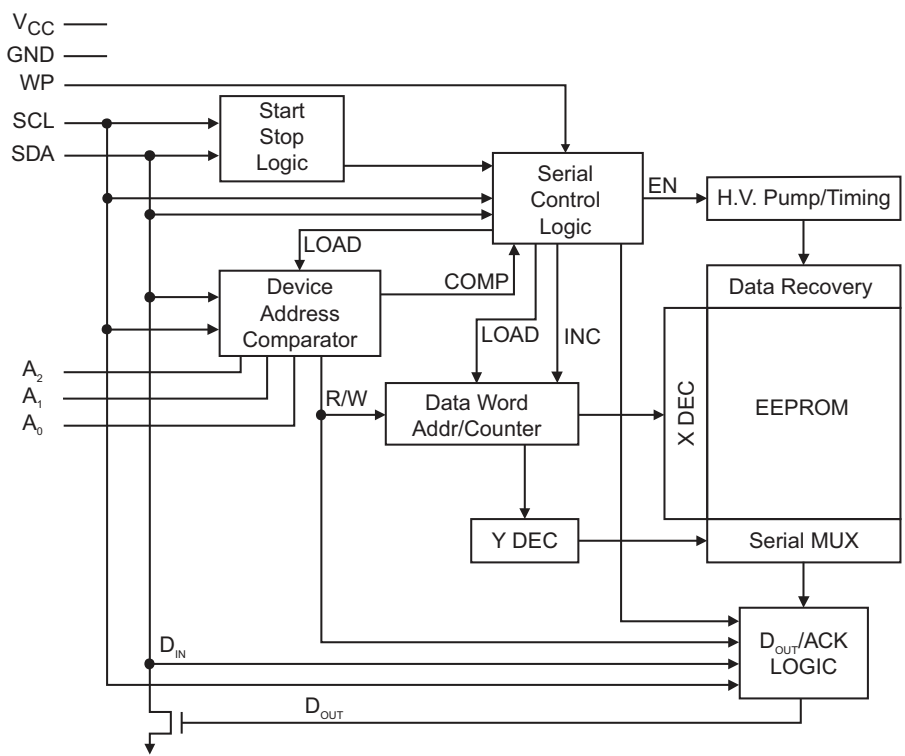 VCC
GND
WP
SCL
SDA
Start
Stop
Logic
Serial
Control
Logic
EN
H.V. Pump/Timing
LOAD
COMP
Device
Address
Comparator
LOAD
INC
Data Recovery
A2
A1
A0
R/W
Data Word
Addr/Counter
X DEC
EEPROM
Y DEC
Serial MUX
DIN
DOUT/ACK
LOGIC
DOUT